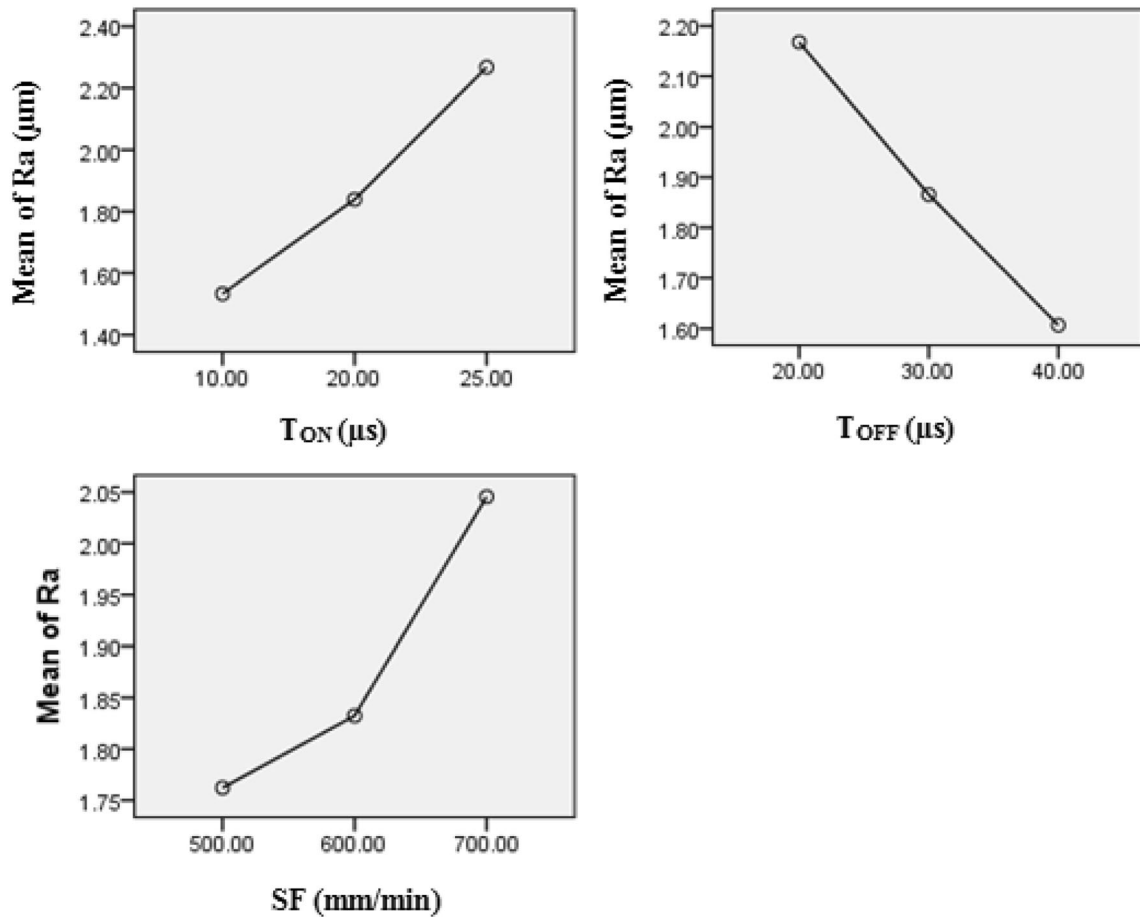 Mean of Ra (µm)
2.40
2.20
2.00
1.80
1.60
1.40
10.00 20.00 25.00
TON (µs)
Mean of Ra (µm)
2.20
2.10
2.00
1.90
1.80
1.70
1.60
20.00 30.00 40.00
TOFF (µs)
Mean of Ra
2.05
2.00
1.95
1.90
1.85
1.80
1.75
500.00 600.00 700.00
SF (mm/min)